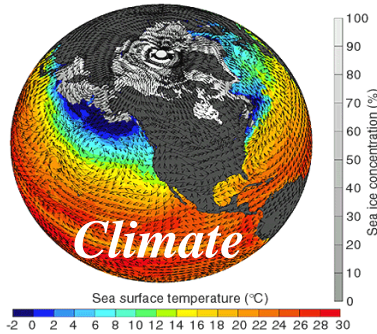 100
90
80
70
60
50
40
30
20
10
0
Sea ice concentration (%)
Climate
Sea surface temperature (°C)
-2 0 2 4 6 8 10 12 14 16 18 20 22 24 26 28 30